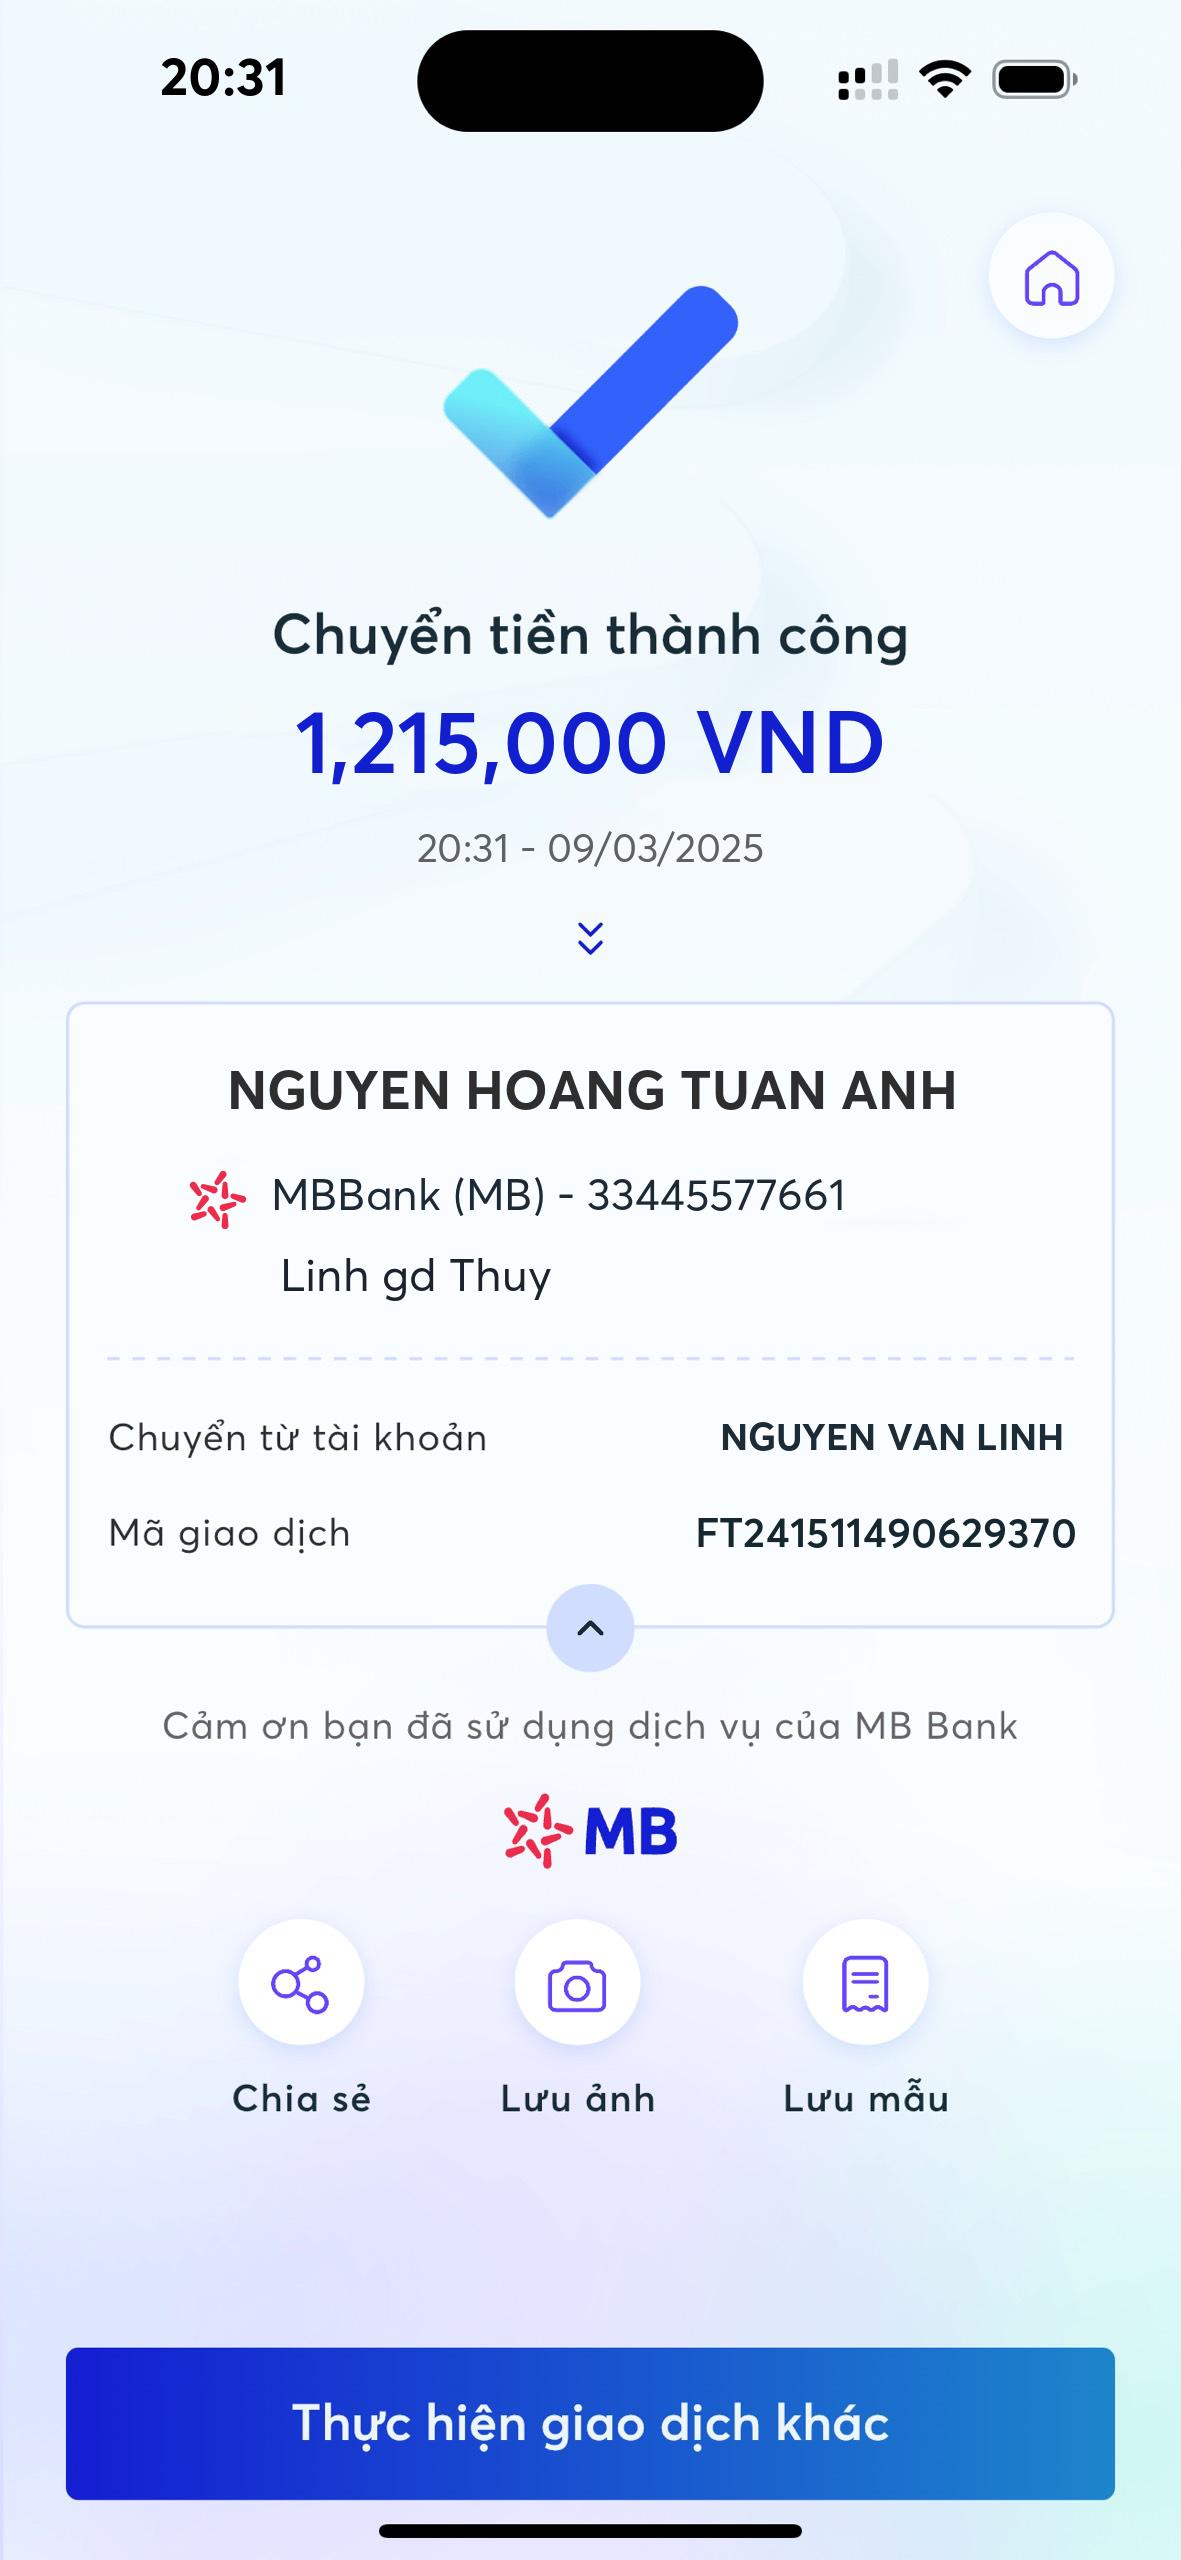 20:31
Chuyển tiền thành công
1,215,000 VND
20:31 - 09/03/2025
NGUYEN HOANG TUAN ANH
MBBank (MB) - 33445577661
Linh gd Thuy
Chuyển từ tài khoản NGUYEN VAN LINH
Mã giao dịch FT241511490629370
Cảm ơn bạn đã sử dụng dịch vụ của MB Bank
MB
Chia sẻ Lưu ảnh Lưu mẫu
Thực hiện giao dịch khác